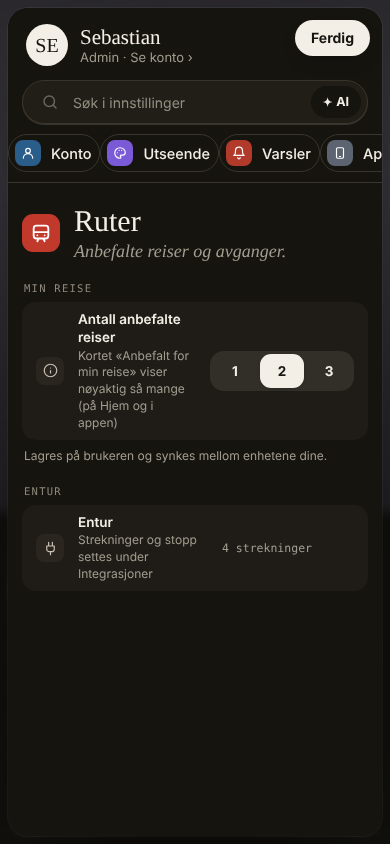 SE
Sebastian
Admin · Se konto ›
Ferdig
Søk i innstillinger
AI
Konto
Utseende
Varsler
Ap
Ruter
Anbefalte reiser og avganger.
MIN REISE
Antall anbefalte
reiser
Kortet «Anbefalt for
min reise» viser
nøyaktig så mange
(på Hjem og i
appen)
1 2 3
Lagres på brukeren og synkes mellom enhetene dine.
ENTUR
Entur
Strekninger og stopp
settes under
Integrasjoner
4 strekninger